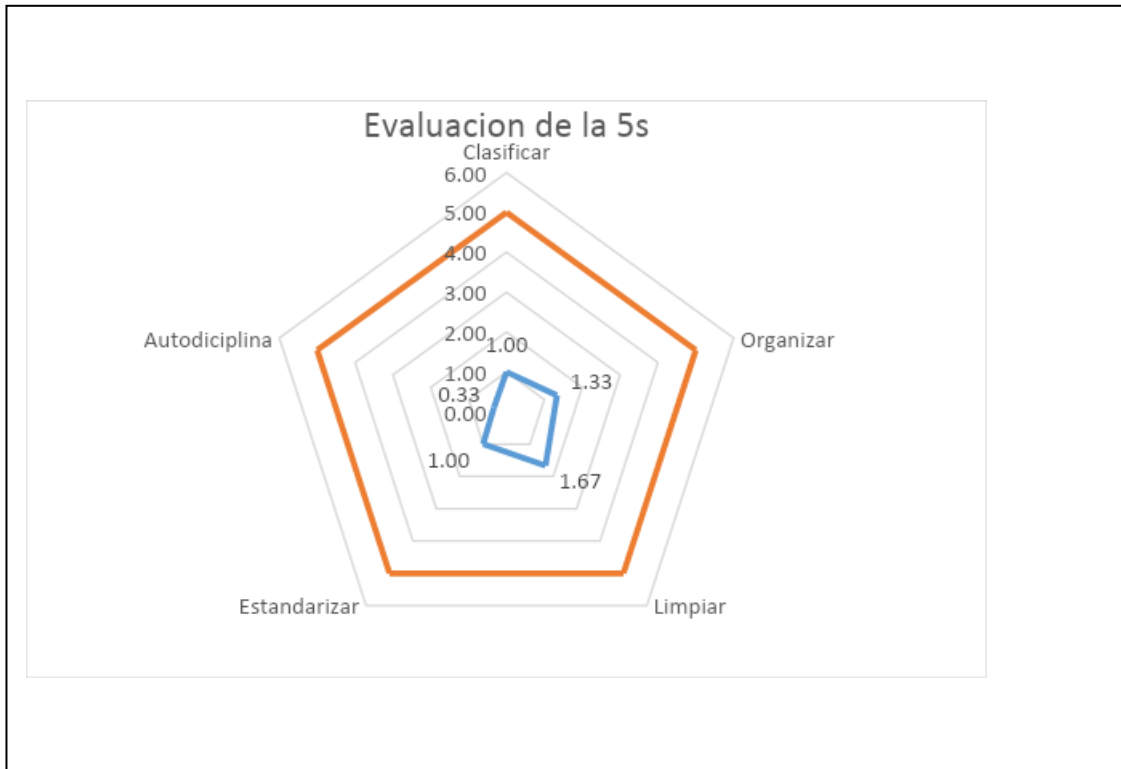 Evaluacion de la 5s
Clasificar
6.00
5.00
4.00
3.00
2.00
1.00
1.00
1.33
0.33
0.00
1.00
1.67
Autodiciplina
Organizar
Estandarizar
Limpiar